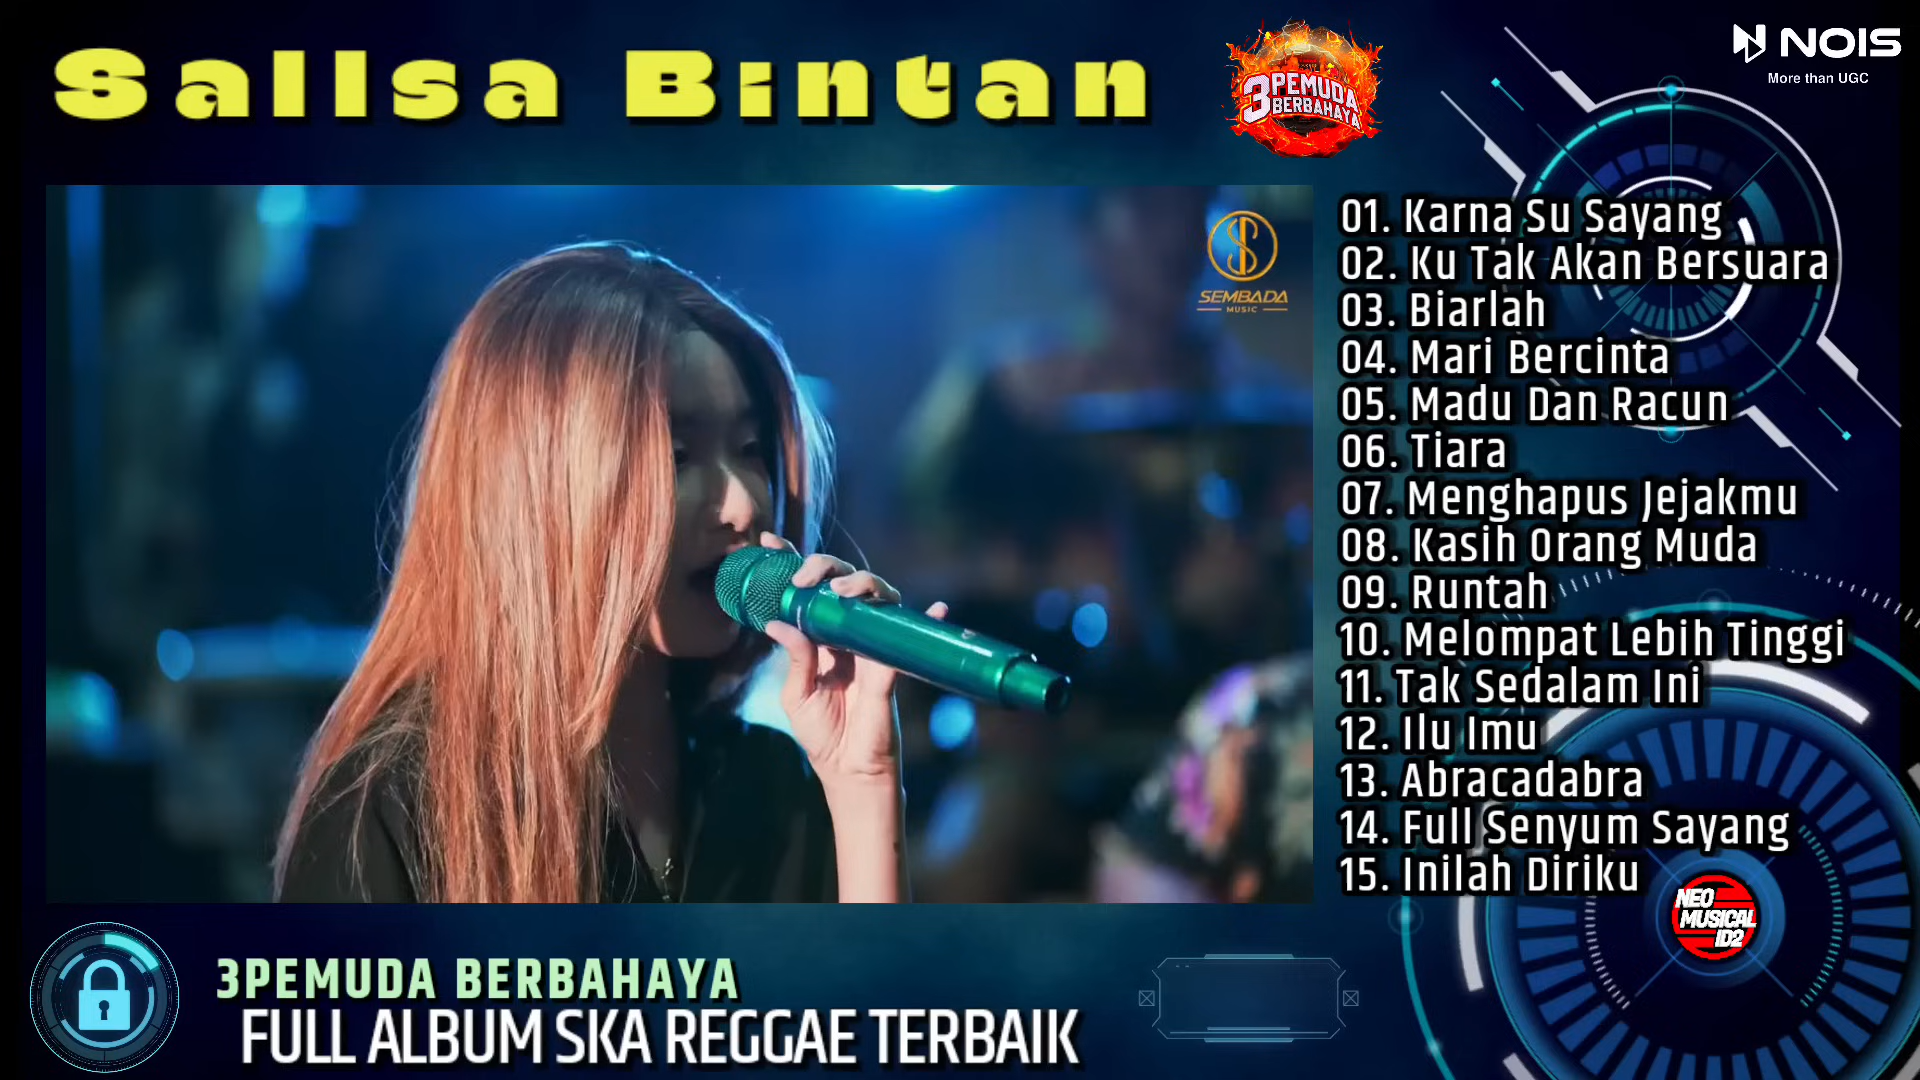 Sallsa Bintan
3PEMUDA
BERBAHAYA
NOIS
More than UGC
SEMBADA
MUSIC
01. Karna Su Sayang
02. Ku Tak Akan Bersuara
03. Biarlah
04. Mari Bercinta
05. Madu Dan Racun
06. Tiara
07. Menghapus Jejakmu
08. Kasih Orang Muda
09. Runtah
10. Melompat Lebih Tinggi
11. Tak Sedalam Ini
12. Ilu Imu
13. Abracadabra
14. Full Senyum Sayang
15. Inilah Diriku
NEO
MUSICAL
ID2
3PEMUDA BERBAHAYA
FULL ALBUM SKA REGGAE TERBAIK